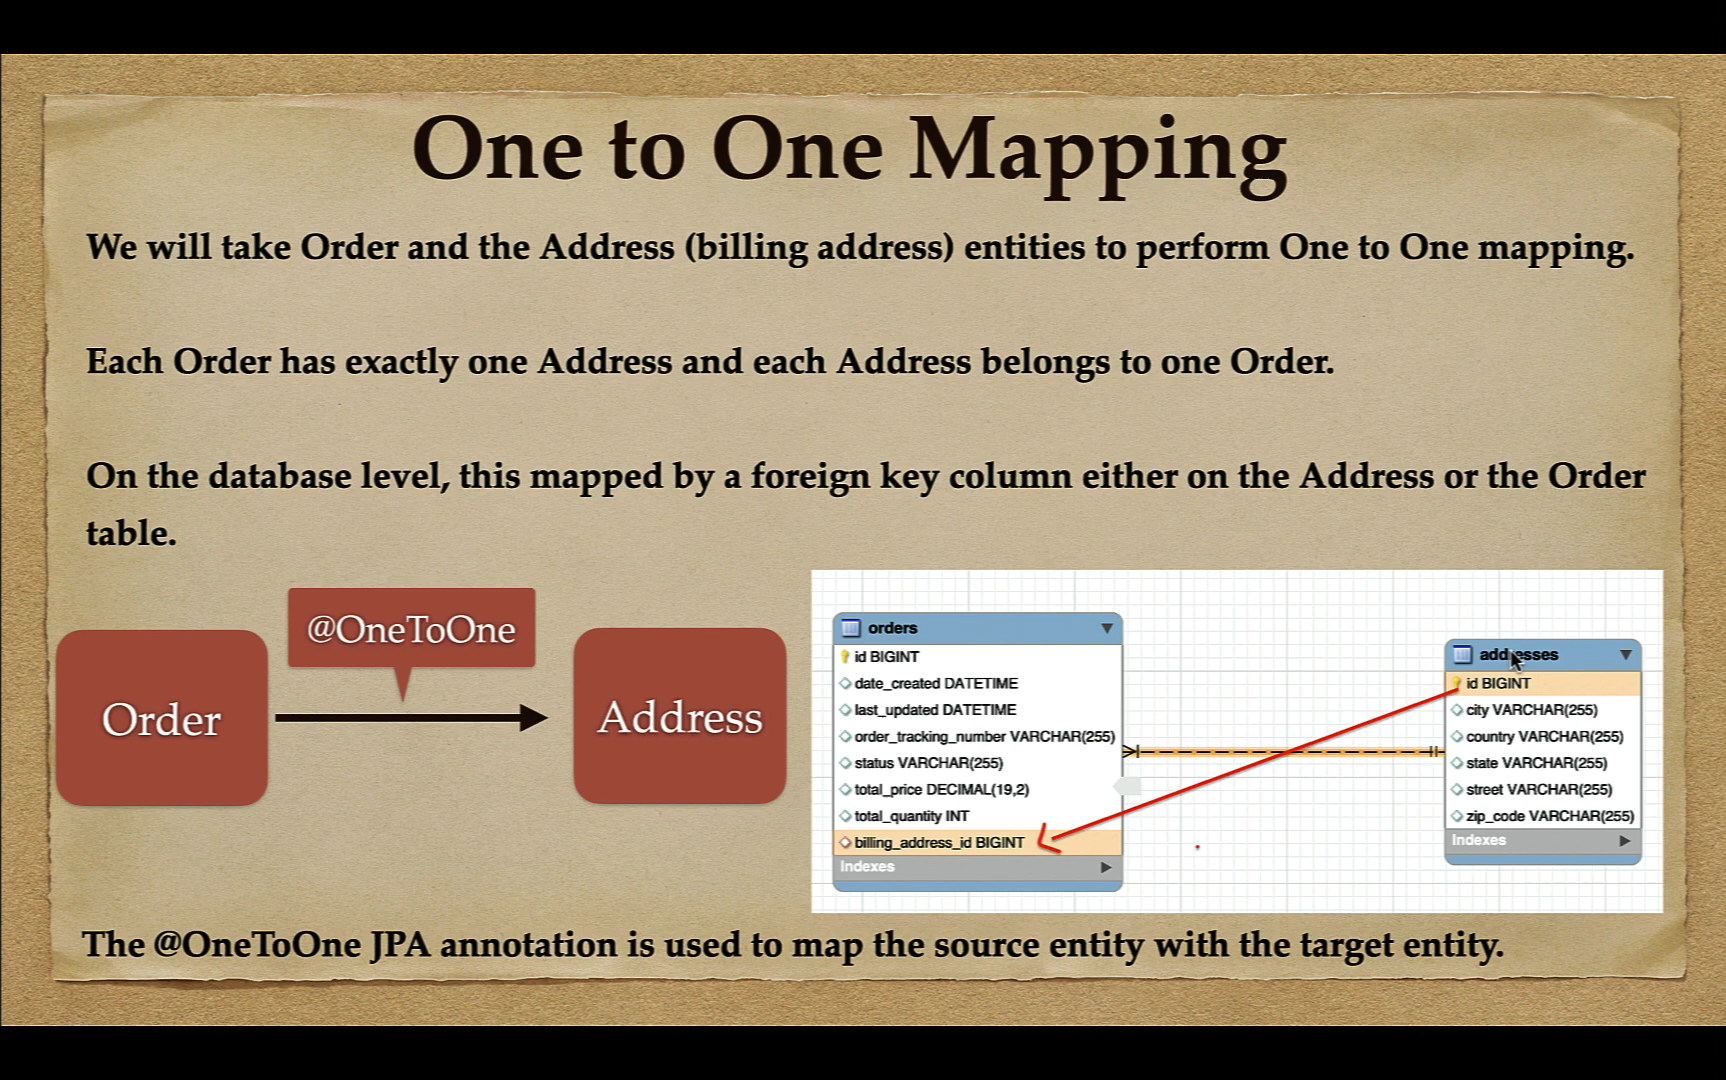 One to One Mapping
We will take Order and the Address (billing address) entities to perform One to One mapping.
Each Order has exactly one Address and each Address belongs to one Order.
On the database level, this mapped by a foreign key column either on the Address or the Order
table.
@OneToOne
Order
Address
orders
id BIGINT
date_created DATETIME
last_updated DATETIME
order_tracking_number VARCHAR(255)
status VARCHAR(255)
total_price DECIMAL(19,2)
total_quantity INT
billing_address_id BIGINT
Indexes
addresses
id BIGINT
city VARCHAR(255)
country VARCHAR(255)
state VARCHAR(255)
street VARCHAR(255)
zip_code VARCHAR(255)
Indexes
The @OneToOne JPA annotation is used to map the source entity with the target entity.